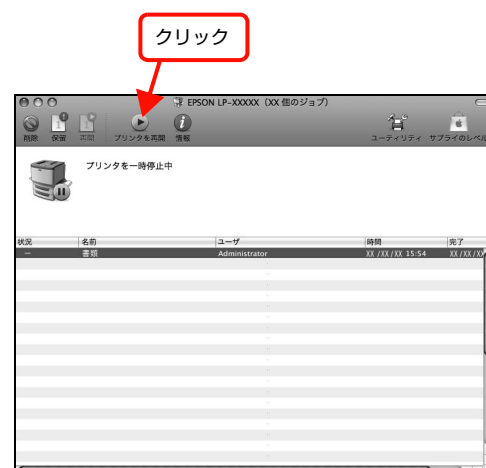 クリック
EPSON LP-XXXXX（XX 個のジョブ）
削除 保留 再開 プリンタを再開 情報 ユーティリティ サプライのレベル
プリンタを一時停止中
状況 名前 ユーザ 時間 完了
— 書類 Administrator XX /XX /XX 15:54 XX /XX /XX